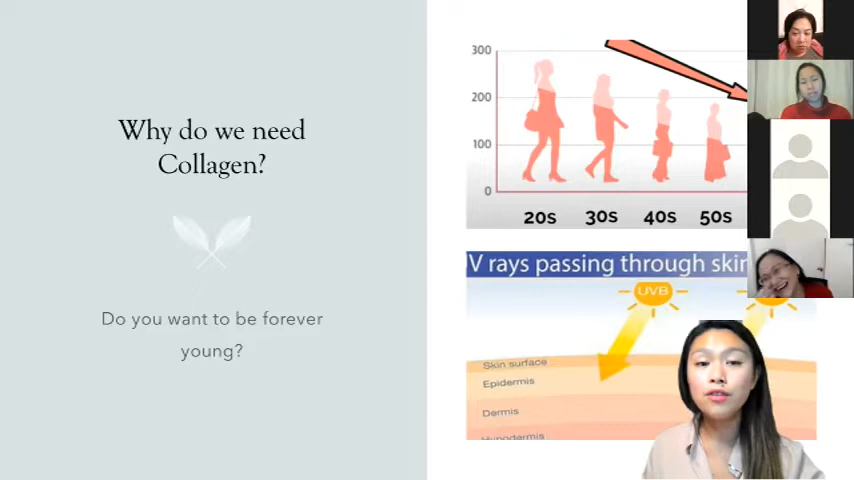 Why do we need
Collagen?
Do you want to be forever
young?
300
200
100
0
20s 30s 40s 50s
V rays passing through skin
UVB
Skin surface
Epidermis
Dermis
Hypodermis